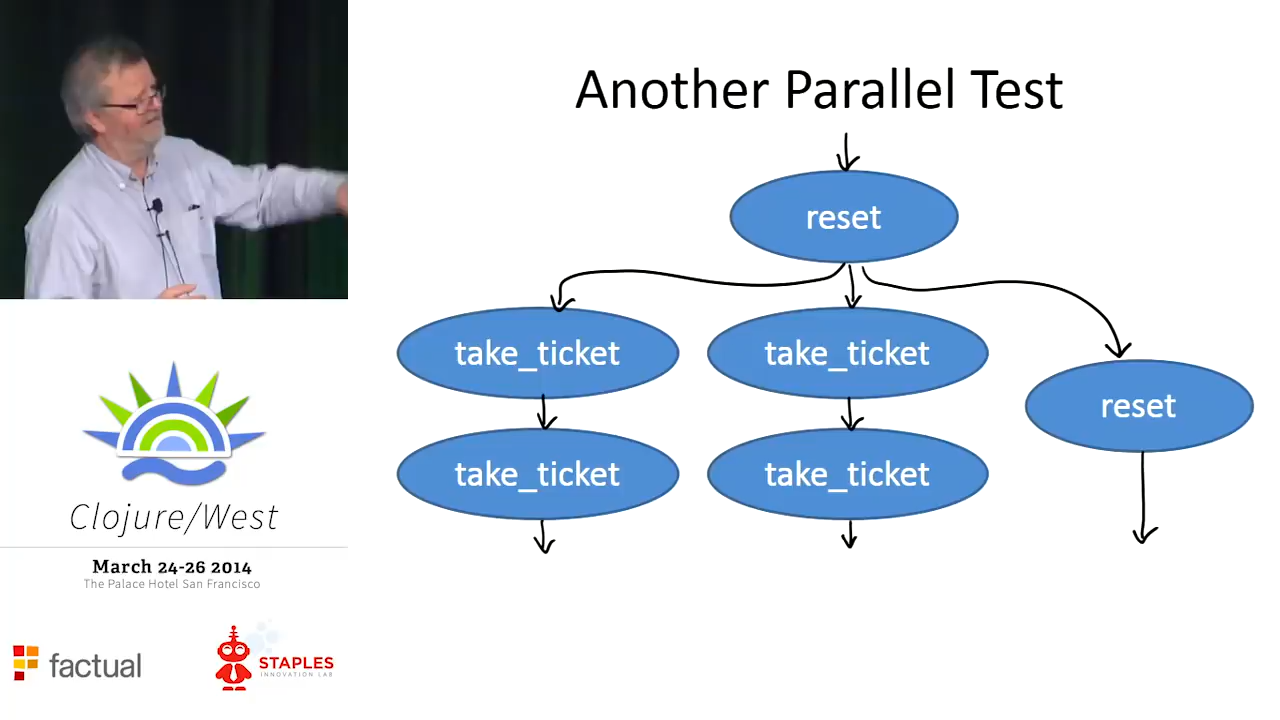 Another Parallel Test
reset
take_ticket
take_ticket
reset
take_ticket
take_ticket
Clojure/West
March 24-26 2014
The Palace Hotel San Francisco
factual
STAPLES
INNOVATION LAB